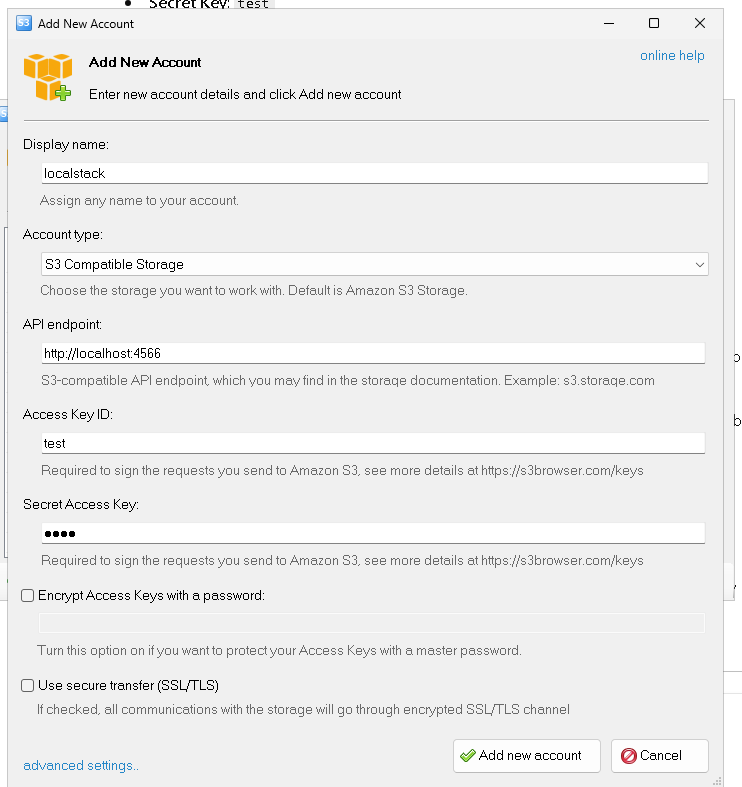 Secret Key: test
S3 Add New Account
Add New Account
online help
Enter new account details and click Add new account
Display name:
localstack
Assign any name to your account.
Account type:
S3 Compatible Storage
Choose the storage you want to work with. Default is Amazon S3 Storage.
API endpoint:
http://localhost:4566
S3-compatible API endpoint, which you may find in the storage documentation. Example: s3.storage.com
Access Key ID:
test
Required to sign the requests you send to Amazon S3, see more details at https://s3browser.com/keys
Secret Access Key:
●●●●
Required to sign the requests you send to Amazon S3, see more details at https://s3browser.com/keys
Encrypt Access Keys with a password:
Turn this option on if you want to protect your Access Keys with a master password.
Use secure transfer (SSL/TLS)
If checked, all communications with the storage will go through encrypted SSL/TLS channel
advanced settings..
Add new account
Cancel